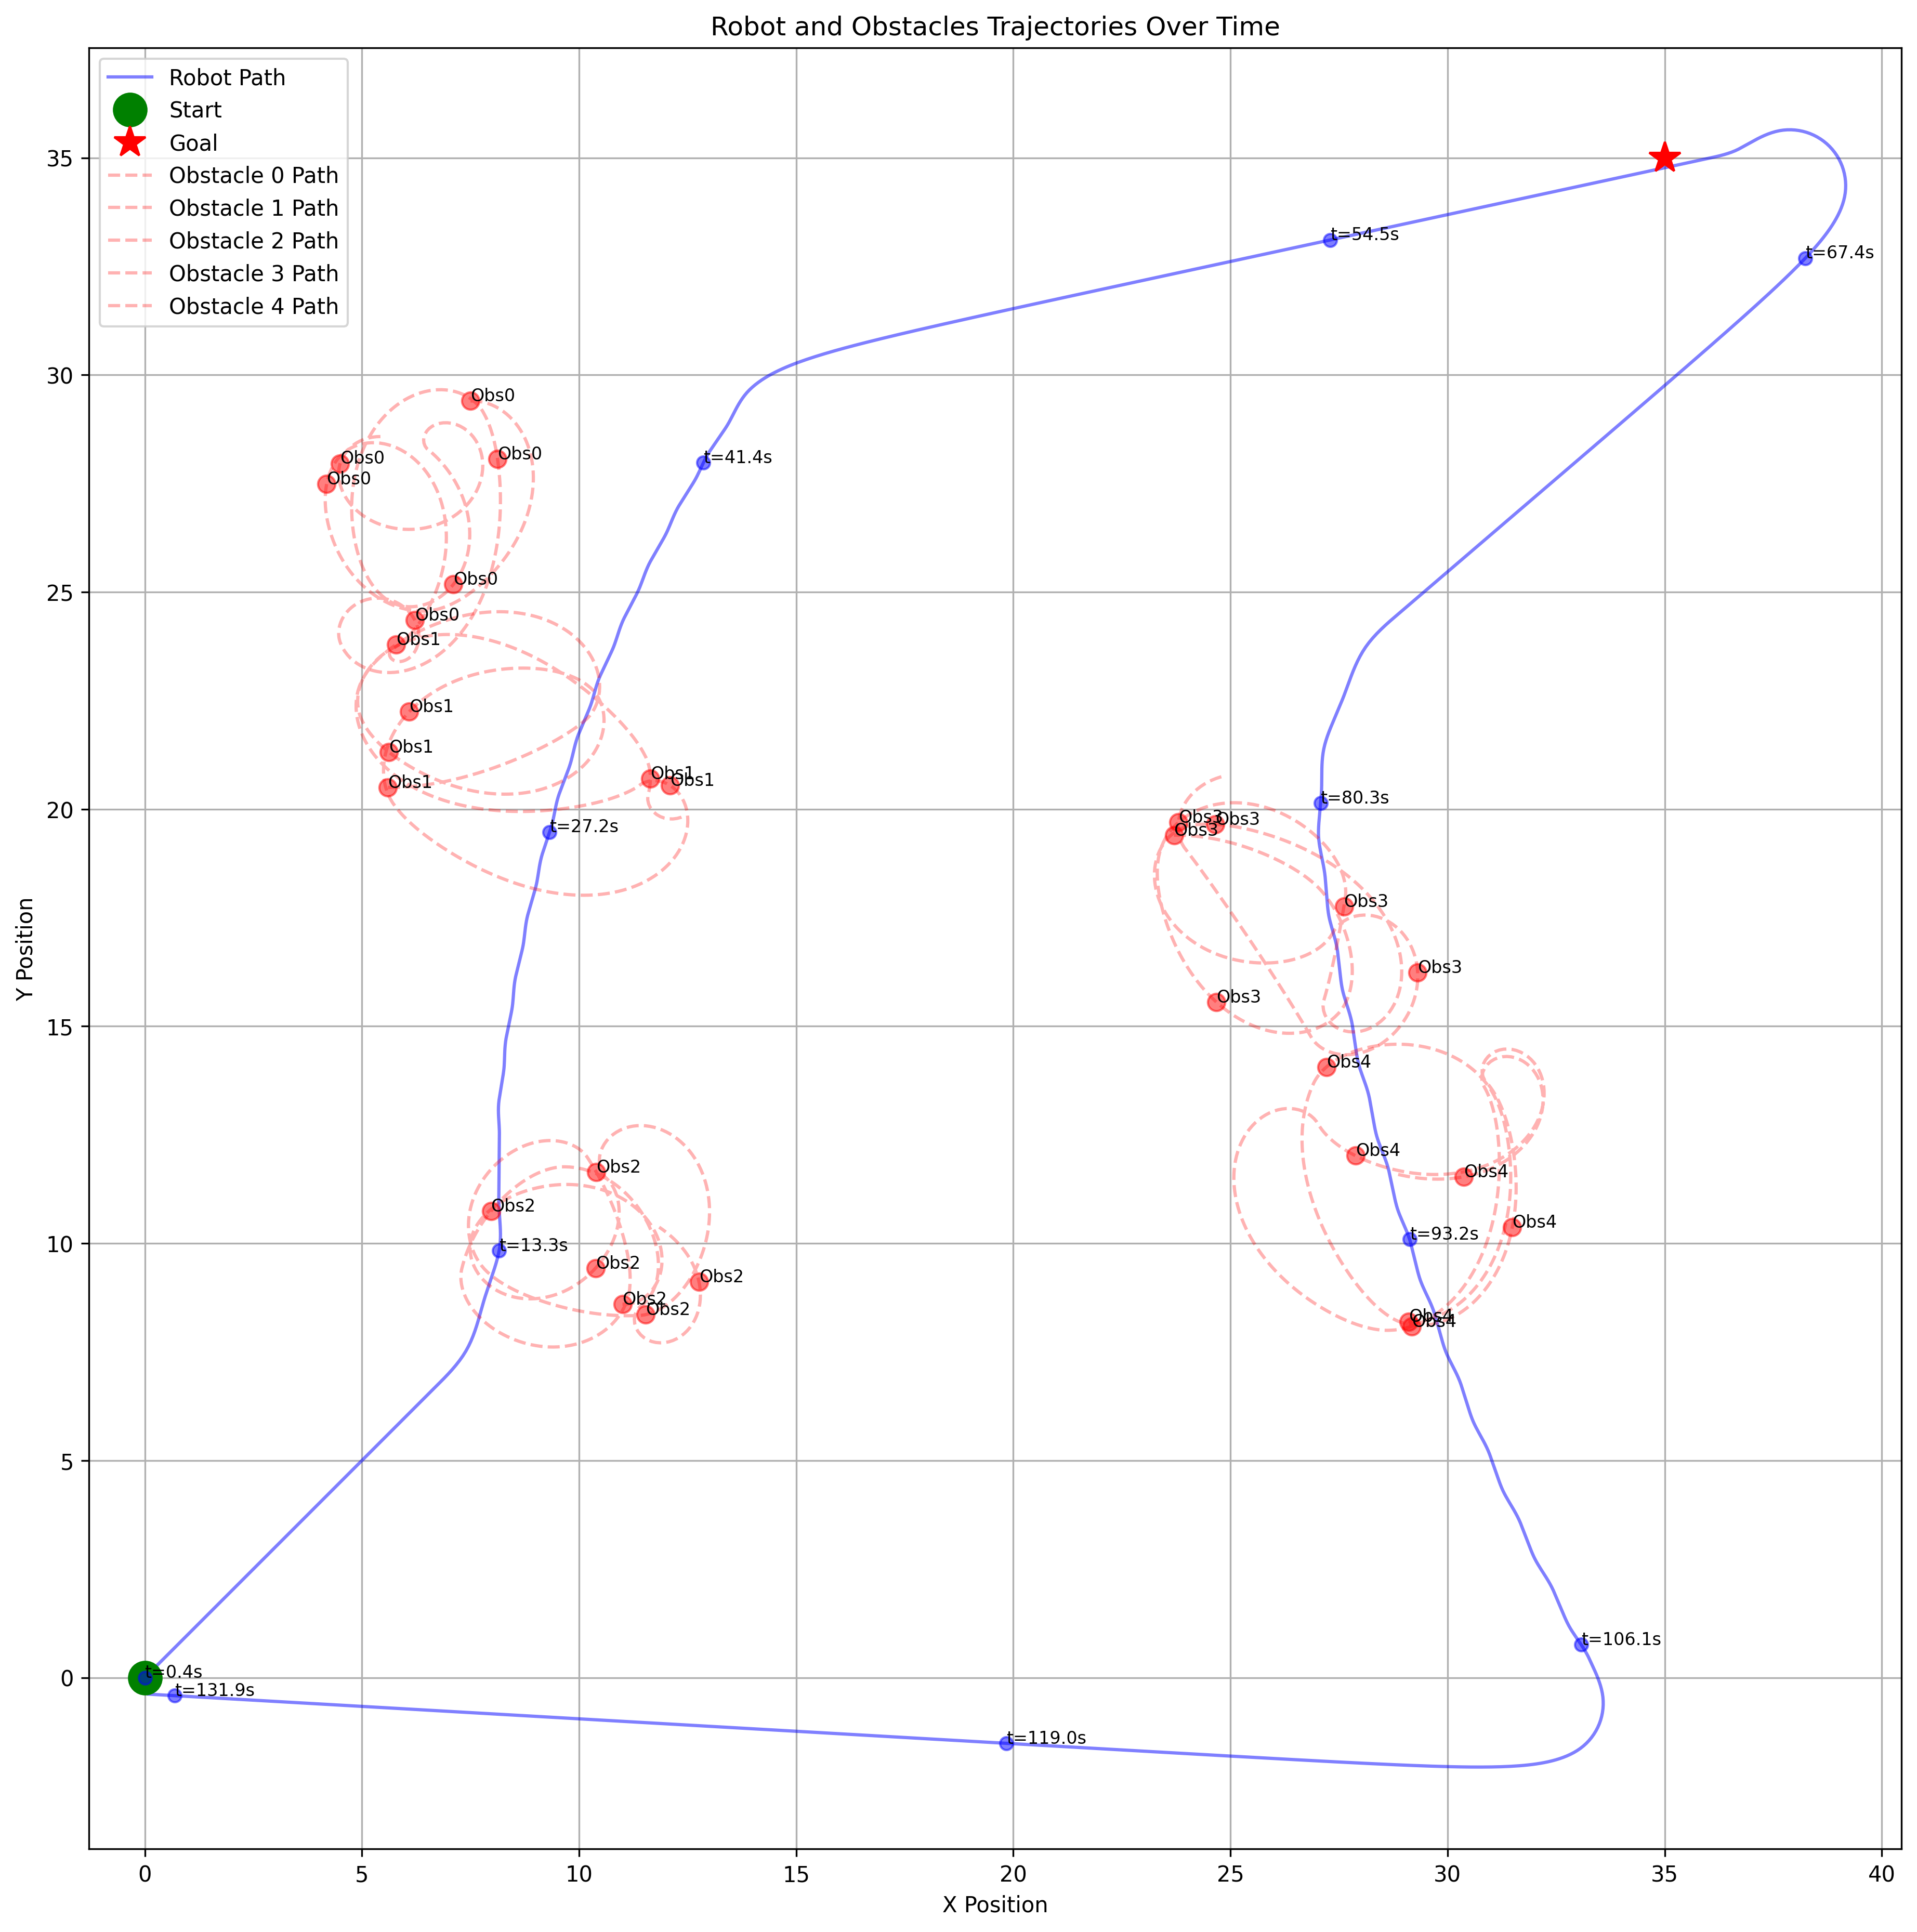 Robot and Obstacles Trajectories Over Time
Robot Path
Start
Goal
Obstacle 0 Path
Obstacle 1 Path
Obstacle 2 Path
Obstacle 3 Path
Obstacle 4 Path
35
30
25
20
15
10
5
0
Y Position
t=54.5s
t=67.4s
Obs0
Obs0
Obs0
Obs0
t=41.4s
Obs0
Obs0
Obs1
Obs1
Obs1
Obs1
Obs1
Obs1
t=27.2s
t=80.3s
Obs3
Obs3
Obs3
Obs3
Obs3
Obs3
Obs4
Obs4
Obs4
Obs4
t=93.2s
Obs4
Obs4
Obs2
Obs2
t=13.3s
Obs2
Obs2
Obs2
Obs2
t=106.1s
t=0.4s
t=131.9s
t=119.0s
0
5
10
15
20
25
30
35
40
X Position